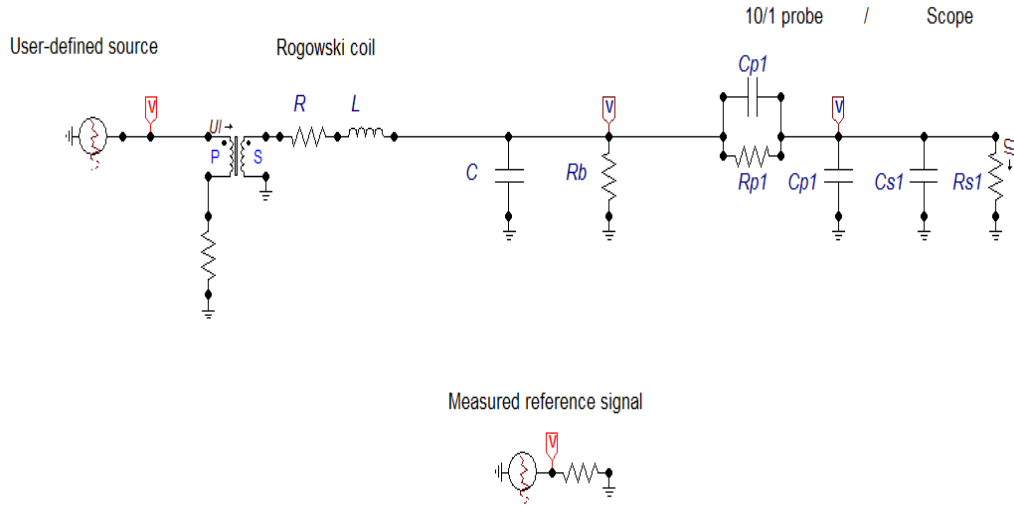 10/1 probe / Scope
User-defined source
Rogowski coil
Cp1
V
R
L
V
V
UI
P
S
C
Rb
Rp1
Cp1
Cs1
Rs1
Measured reference signal
V